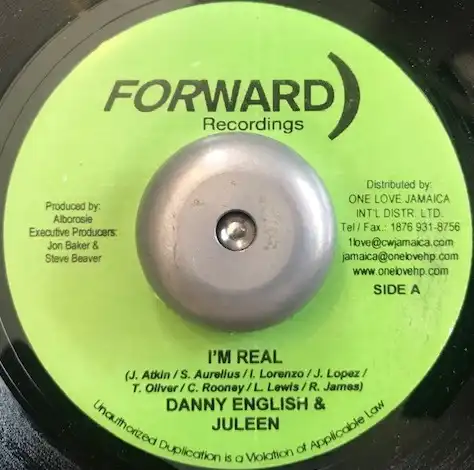 FORWARD
Recordings
Produced by:
Alborosie
Executive Producers:
Jon Baker &
Steve Beaver
Distributed by:
ONE LOVE JAMAICA
INT'L DISTR. LTD.
Tel / Fax.: 1876 931-8756
1love@cwjamaica.com
jamaica@onelovehp.com
www.onelovehp.com
SIDE A
I'M REAL
(J. Atkin / S. Aurelius / I. Lorenzo / J. Lopez /
T. Oliver / C. Rooney / L. Lewis / R. James)
DANNY ENGLISH &
JULEEN
Unauthorized Duplication is a Violation of Applicable Law